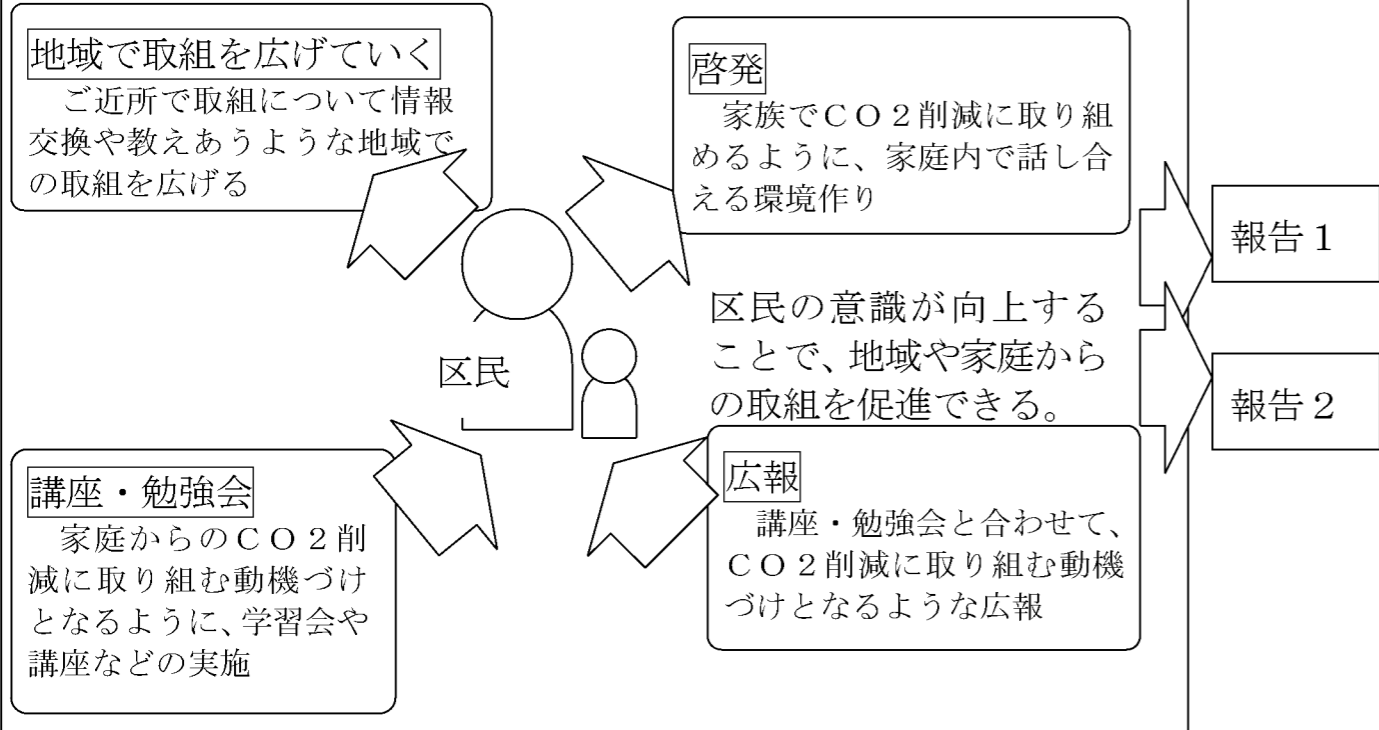 地域で取組を広げていく
ご近所で取組について情報
交換や教えあうような地域で
の取組を広げる
啓発
家族でCO2削減に取り組
めるように、家庭内で話し合
える環境作り
報告1
区民の意識が向上する
ことで、地域や家庭から
の取組を促進できる。
区民
報告2
講座・勉強会
家庭からのCO2削
減に取り組む動機づけ
となるように、学習会や
講座などの実施
広報
講座・勉強会と合わせて、
CO2削減に取り組む動機
づけとなるような広報